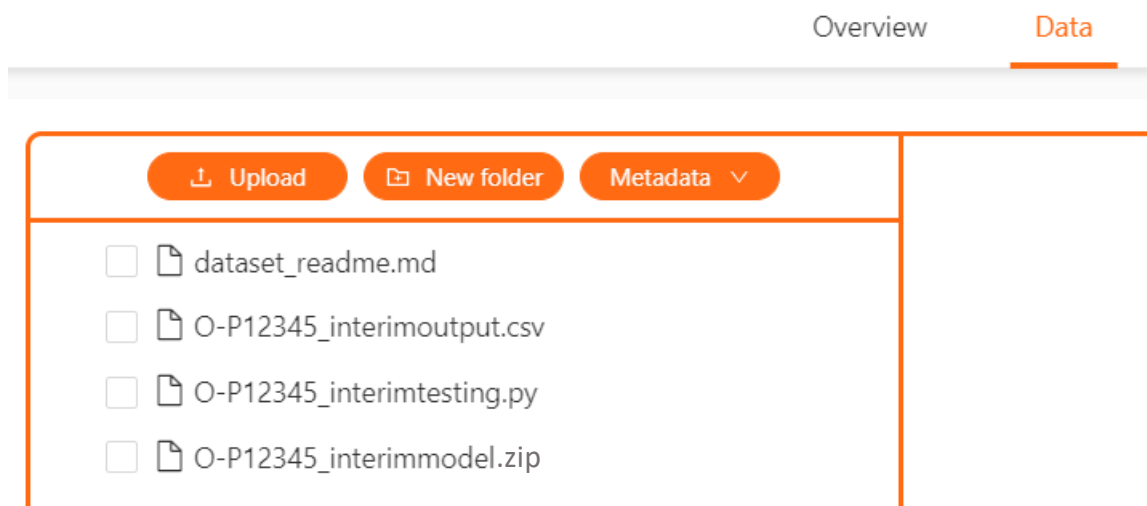 Overview Data
Upload New folder Metadata
dataset_readme.md
O-P12345_interimoutput.csv
O-P12345_interimtesting.py
O-P12345_interimmodel.zip